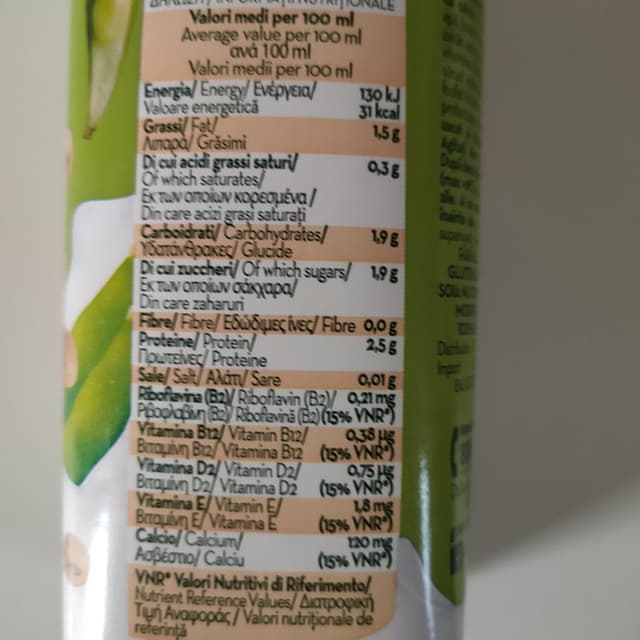 Valori medi per 100 ml
Average value per 100 ml
ανά 100 ml
Valori medii per 100 ml
Energia/ Energy/ Ενέργεια/ 130 kJ
Valoare energetică 31 kcal
Grassi/ Fat/ 1,5 g
Λιπαρά/ Grăsimi
Di cui acidi grassi saturi/ 0,3 g
Of which saturates/
Εκ των οποίων κορεσμένα /
Din care acizi grași saturați
Carboidrati/ Carbohydrates/ 1,9 g
Υδατάνθρακες/ Glucide
Di cui zuccheri/ Of which sugars/ 1,9 g
Εκ των οποίων σάκχαρα/
Din care zaharuri
Fibre/ Fibre/ Εδώδιμες ίνες/ Fibre 0,0 g
Proteine/ Protein/ 2,5 g
Πρωτεΐνες/ Proteine
Sale/ Salt/ Αλάτι/ Sare 0,01 g
Riboflavina (B2)/ Riboflavin (B2)/ 0,21 mg
Ριβοφλαβίνη (B2)/ Riboflavină (B2) (15% VNR*)
Vitamina B12/ Vitamin B12/ 0,38 µg
Βιταμίνη B12/ Vitamina B12 (15% VNR*)
Vitamina D2/ Vitamin D2/ 0,75 µg
Βιταμίνη D2/ Vitamina D2 (15% VNR*)
Vitamina E/ Vitamin E/ 1,8 mg
Βιταμίνη E/ Vitamina E (15% VNR*)
Calcio/ Calcium/ 120 mg
Ασβέστιο/ Calciu (15% VNR*)
VNR* Valori Nutritivi di Riferimento/
Nutrient Reference Values/ Διατροφική
Τιμή Αναφοράς / Valori nutriționale de
referință